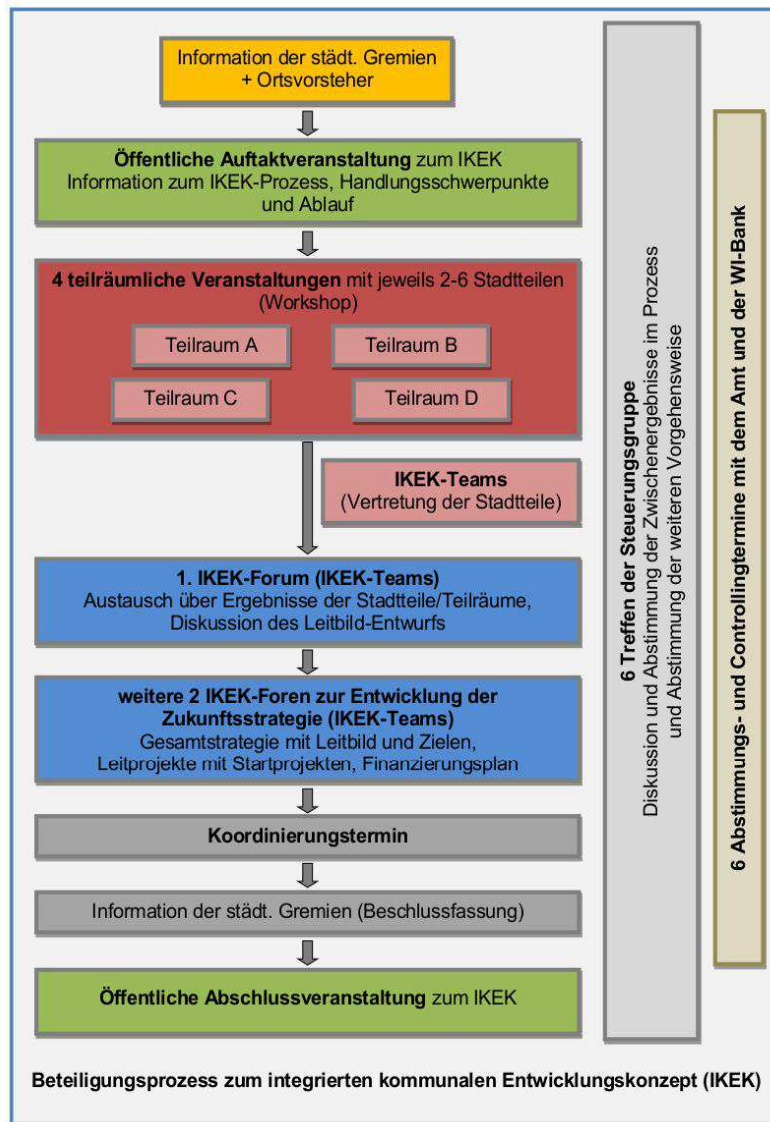 Information der städt. Gremien
+ Ortsvorsteher
Öffentliche Auftaktveranstaltung zum IKEK
Information zum IKEK-Prozess, Handlungsschwerpunkte
und Ablauf
4 teilräumliche Veranstaltungen mit jeweils 2-6 Stadtteilen
(Workshop)
Teilraum A
Teilraum B
Teilraum C
Teilraum D
IKEK-Teams
(Vertretung der Stadtteile)
1. IKEK-Forum (IKEK-Teams)
Austausch über Ergebnisse der Stadtteile/Teilräume,
Diskussion des Leitbild-Entwurfs
weitere 2 IKEK-Foren zur Entwicklung der
Zukunftsstrategie (IKEK-Teams)
Gesamtstrategie mit Leitbild und Zielen,
Leitprojekte mit Startprojekten, Finanzierungsplan
Koordinierungstermin
Information der städt. Gremien (Beschlussfassung)
Öffentliche Abschlussveranstaltung zum IKEK
6 Treffen der Steuerungsgruppe
Diskussion und Abstimmung der Zwischenergebnisse im Prozess
und Abstimmung der weiteren Vorgehensweise
6 Abstimmungs- und Controllingtermine mit dem Amt und der WI-Bank
Beteiligungsprozess zum integrierten kommunalen Entwicklungskonzept (IKEK)